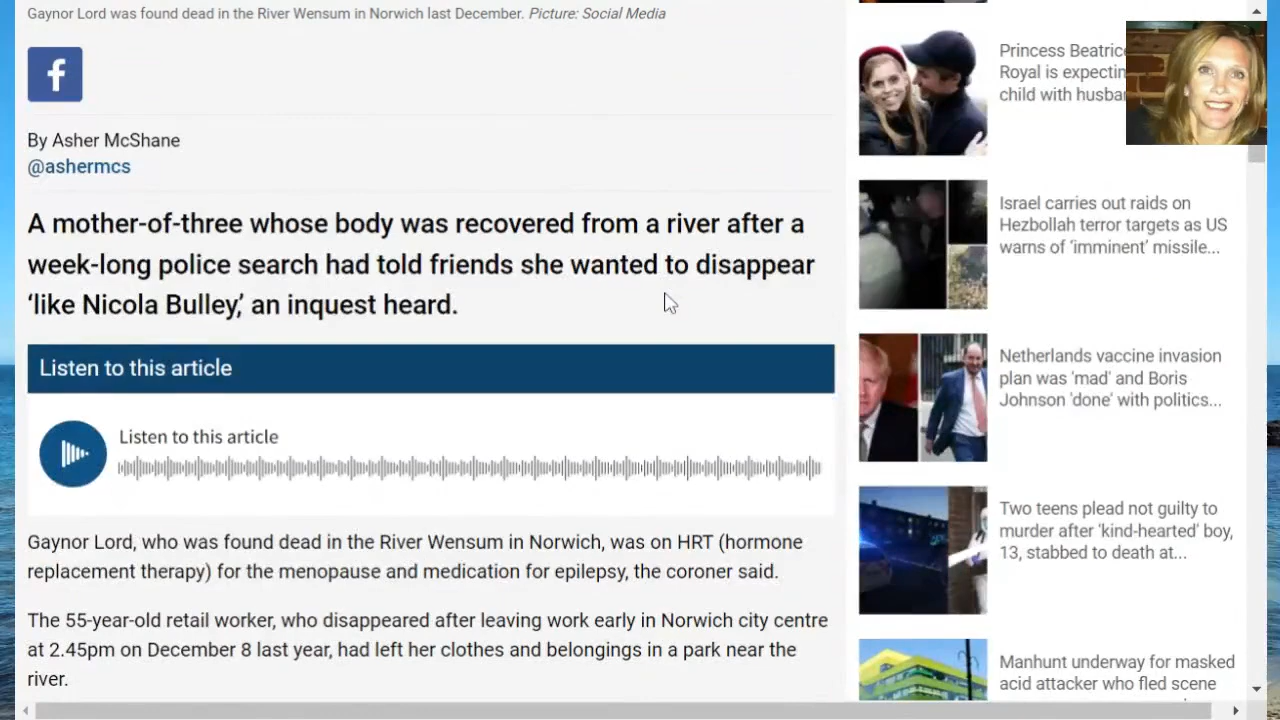 Gaynor Lord was found dead in the River Wensum in Norwich last December. Picture: Social Media
f
By Asher McShane
@ashermcs
A mother-of-three whose body was recovered from a river after a
week-long police search had told friends she wanted to disappear
‘like Nicola Bulley,’ an inquest heard.
Listen to this article
Listen to this article
Gaynor Lord, who was found dead in the River Wensum in Norwich, was on HRT (hormone
replacement therapy) for the menopause and medication for epilepsy, the coroner said.
The 55-year-old retail worker, who disappeared after leaving work early in Norwich city centre
at 2.45pm on December 8 last year, had left her clothes and belongings in a park near the
river.
Princess Beatrice
Royal is expectin
child with husba
Israel carries out raids on
Hezbollah terror targets as US
warns of ‘imminent’ missile...
Netherlands vaccine invasion
plan was 'mad' and Boris
Johnson 'done' with politics...
Two teens plead not guilty to
murder after 'kind-hearted' boy,
13, stabbed to death at...
Manhunt underway for masked
acid attacker who fled scene